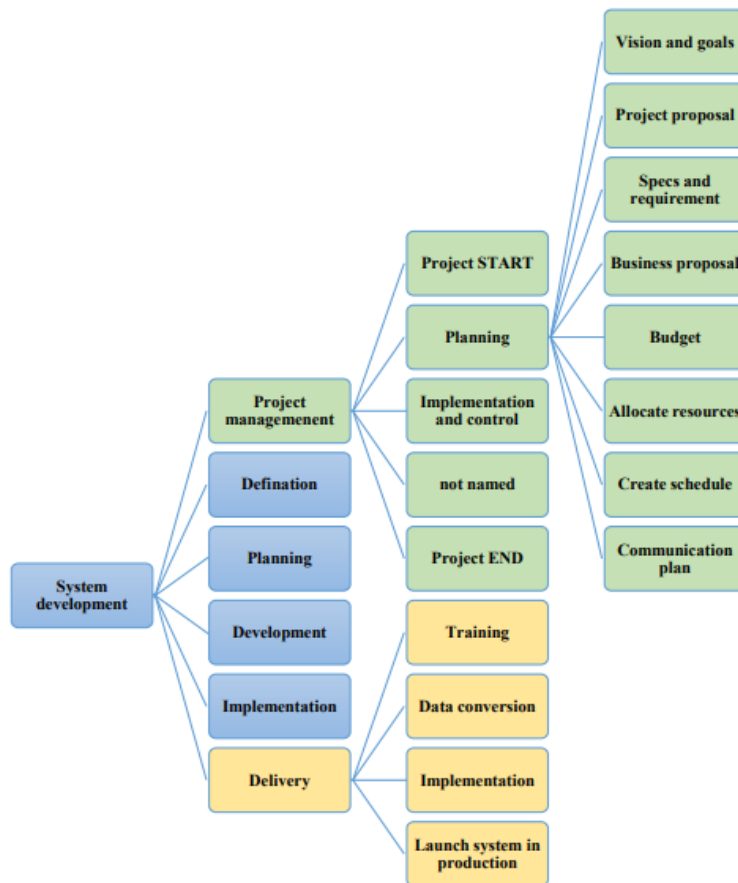 Vision and goals
Project proposal
Specs and
requirement
Business proposal
Budget
Allocate resources
Create schedule
Communication
plan
Project START
Planning
Implementation
and control
not named
Project END
Training
Data conversion
Implementation
Launch system in
production
Project
managemenent
Defination
Planning
Development
Implementation
Delivery
System
development